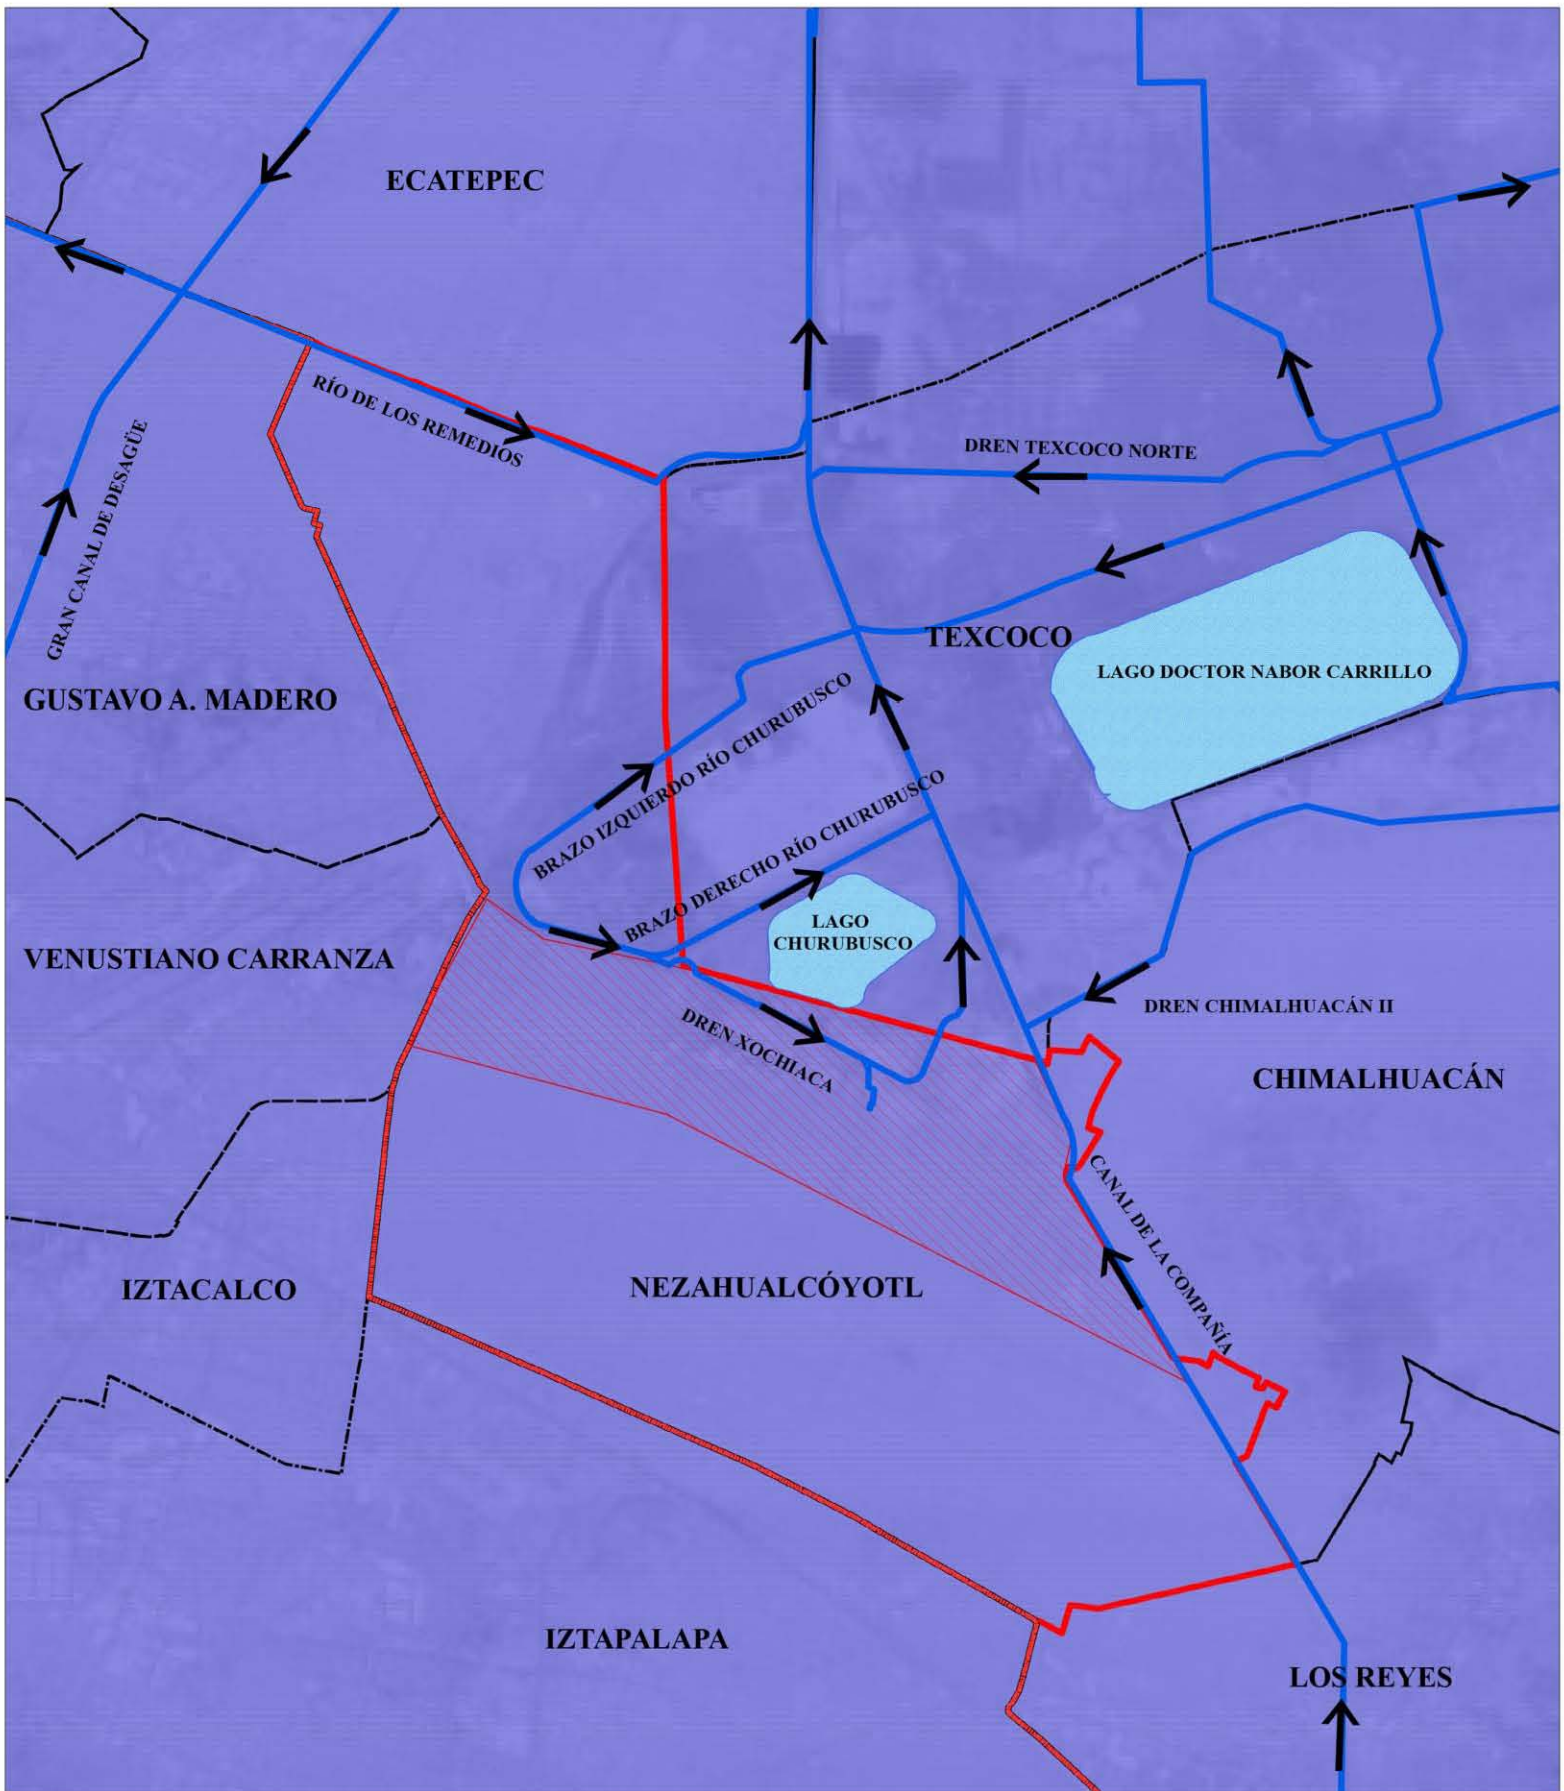 ECATEPEC
RÍO DE LOS REMEDIOS
DREN TEXCOCO NORTE
GRAN CANAL DE DESAGÜE
TEXCOCO
LAGO DOCTOR NABOR CARRILLO
GUSTAVO A. MADERO
BRAZO IZQUIERDO RÍO CHURUBUSCO
BRAZO DERECHO RÍO CHURUBUSCO
LAGO
CHURUBUSCO
VENUSTIANO CARRANZA
DREN XOCHIACA
DREN CHIMALHUACÁN II
CHIMALHUACÁN
CANAL DE LA COMPAÑÍA
IZTACALCO
NEZAHUALCÓYOTL
IZTAPALAPA
LOS REYES